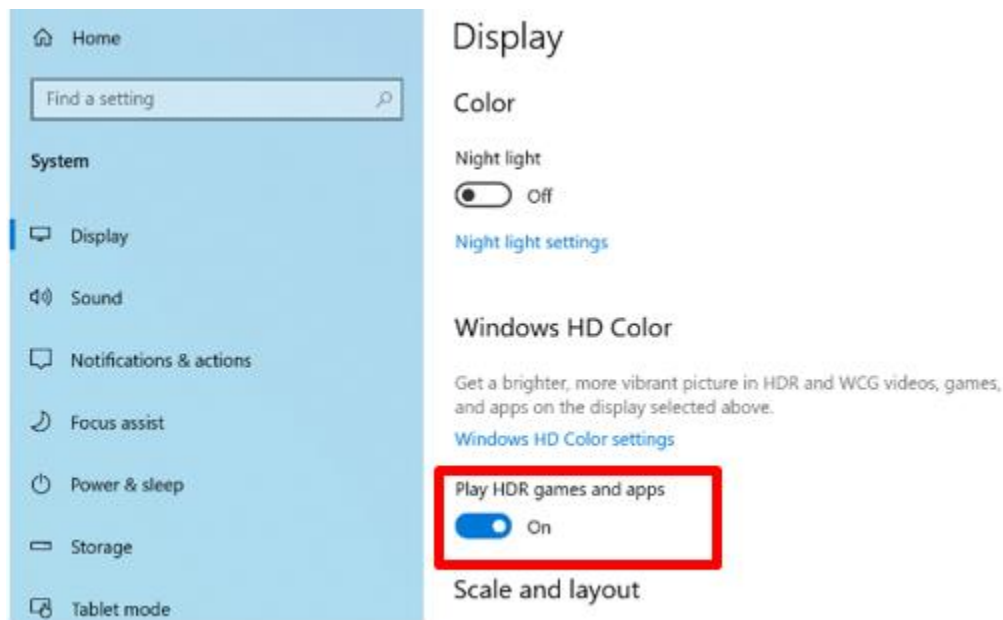 Home
Find a setting
System
Display
Sound
Notifications & actions
Focus assist
Power & sleep
Storage
Tablet mode
Display
Color
Night light
Off
Night light settings
Windows HD Color
Get a brighter, more vibrant picture in HDR and WCG videos, games,
and apps on the display selected above.
Windows HD Color settings
Play HDR games and apps
On
Scale and layout